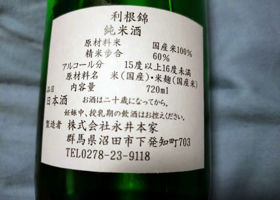 利根錦
純米酒
原材料米 国産米100%
精米歩合 60%
アルコール分 15度以上16度未満
原材料名 米(国産)・米麹(国産米)
品目 内容量 720ml
日本酒 お酒は二十歳になってから。
妊娠中、授乳期の飲酒はお控えください。
製造者 株式会社永井本家
群馬県沼田市下発知町703
TEL0278-23-9118